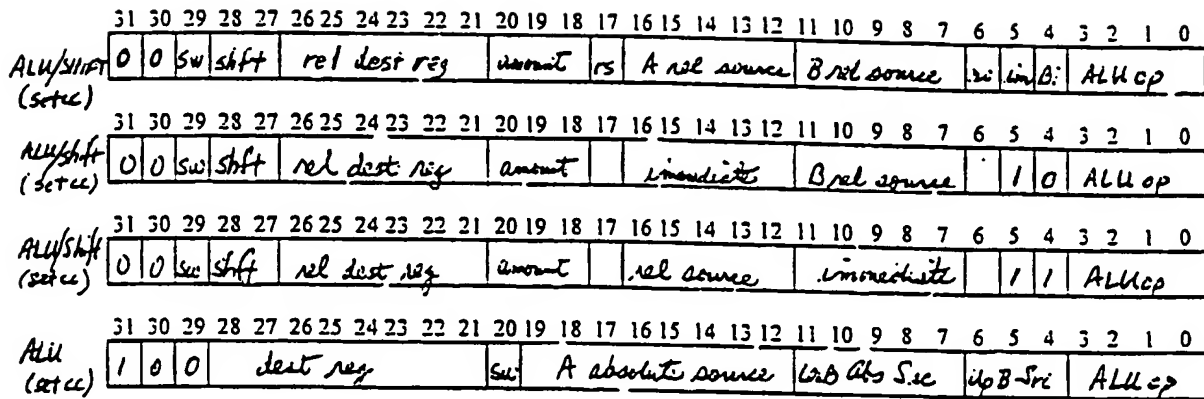 31 30 29 28 27 26 25 24 23 22 21 20 19 18 17 16 15 14 13 12 11 10 9 8 7 6 5 4 3 2 1 0
ALU/SHIFT 0 0 sw shft rel dest reg amount rs A rel source B rel source im Bi ALU op
(setcc)
31 30 29 28 27 26 25 24 23 22 21 20 19 18 17 16 15 14 13 12 11 10 9 8 7 6 5 4 3 2 1 0
ALU/shft 0 0 sw shft rel dest reg amount immediate B rel source 1 0 ALU op
(setcc)
31 30 29 28 27 26 25 24 23 22 21 20 19 18 17 16 15 14 13 12 11 10 9 8 7 6 5 4 3 2 1 0
ALU/Shift 0 0 sw shft rel dest reg amount rel source immediate 1 1 ALU op
(setcc)
31 30 29 28 27 26 25 24 23 22 21 20 19 18 17 16 15 14 13 12 11 10 9 8 7 6 5 4 3 2 1 0
ALU 1 0 0 dest reg sw A absolute source B Abs Src ALU op
(setcc)